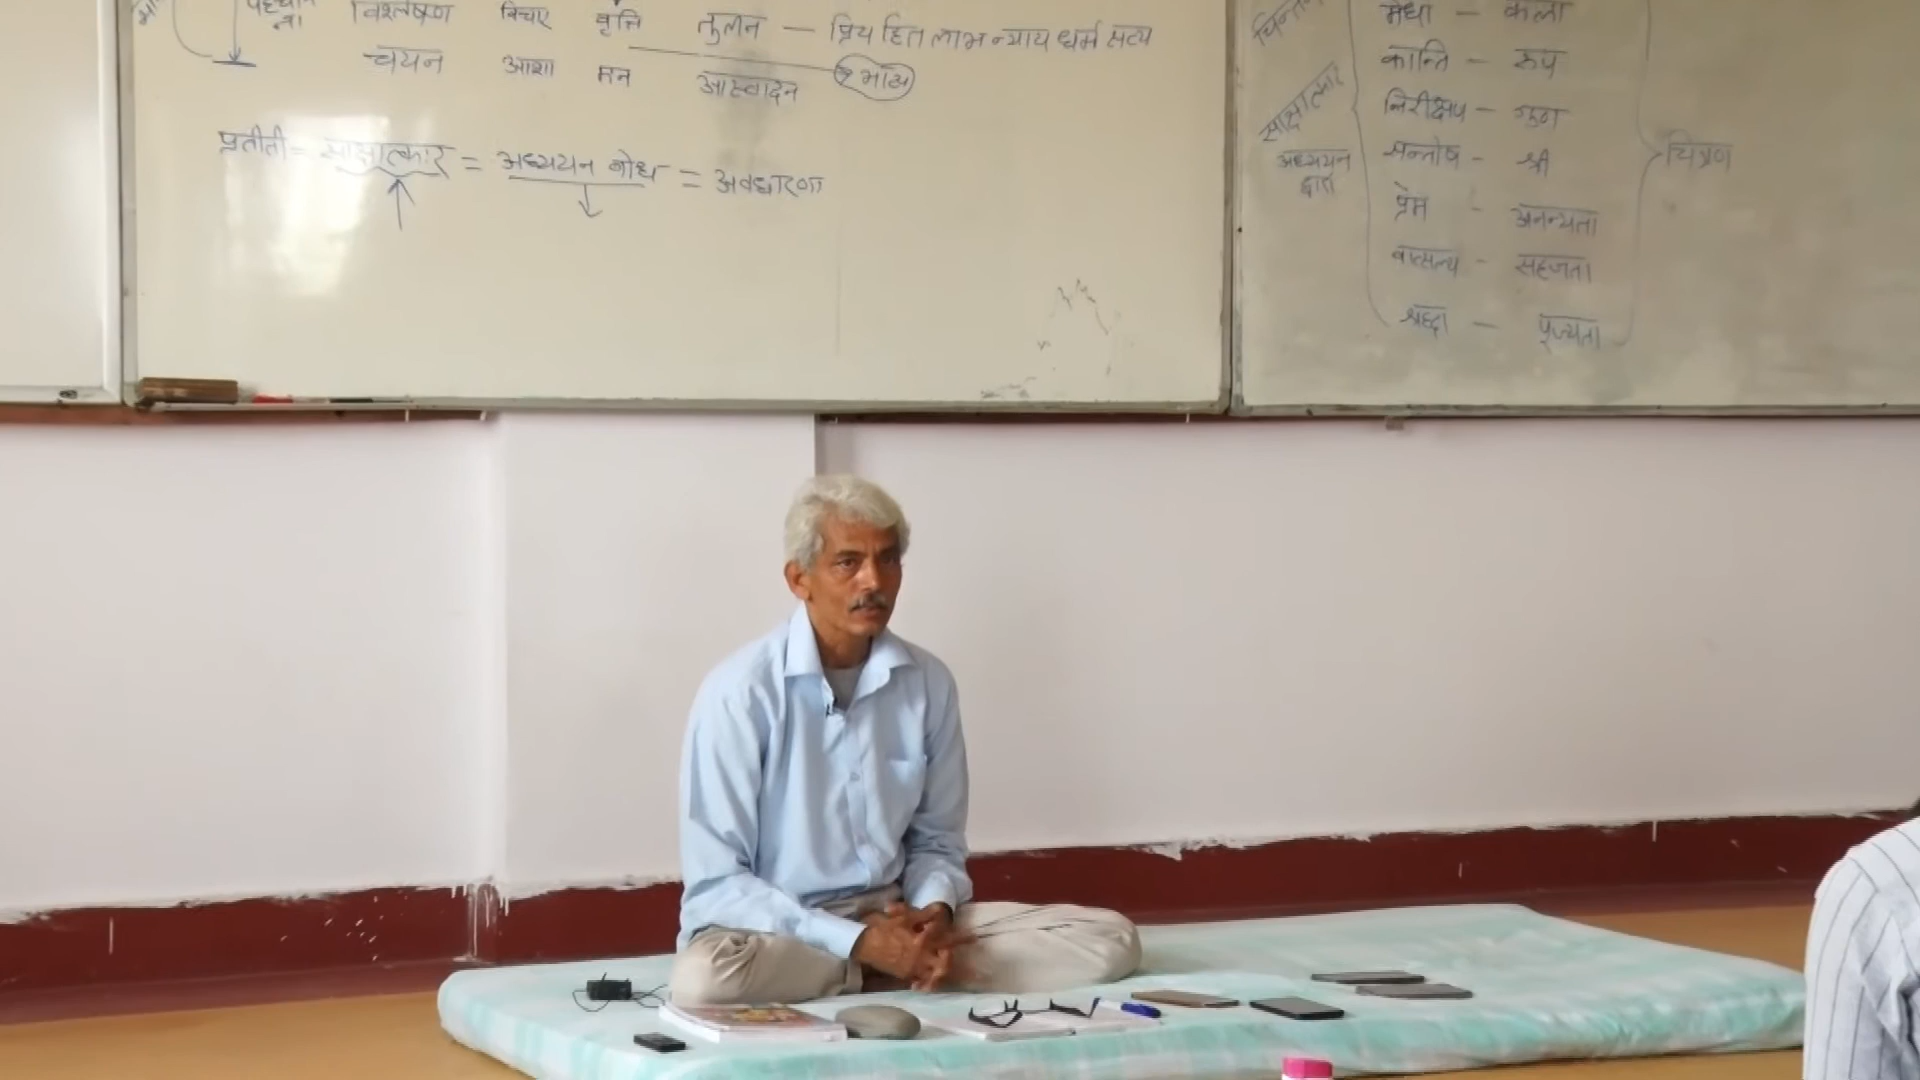 विश्लेषण विचार वृत्ति तुलन — प्रिय हित लाभ न्याय धर्म सत्य
चयन आशा मन आस्वादन
प्रतीती = साक्षात्कार = अध्ययन बोध = अवधारणा
मेधा — कला
कान्ति — रूप
निरीक्षण — गुण
सन्तोष - श्री
प्रेम - अनन्यता
वात्सल्य - सहजता
श्रद्धा — पूज्यता
साक्षात्कार
अध्ययन
द्वारा
चित्रण